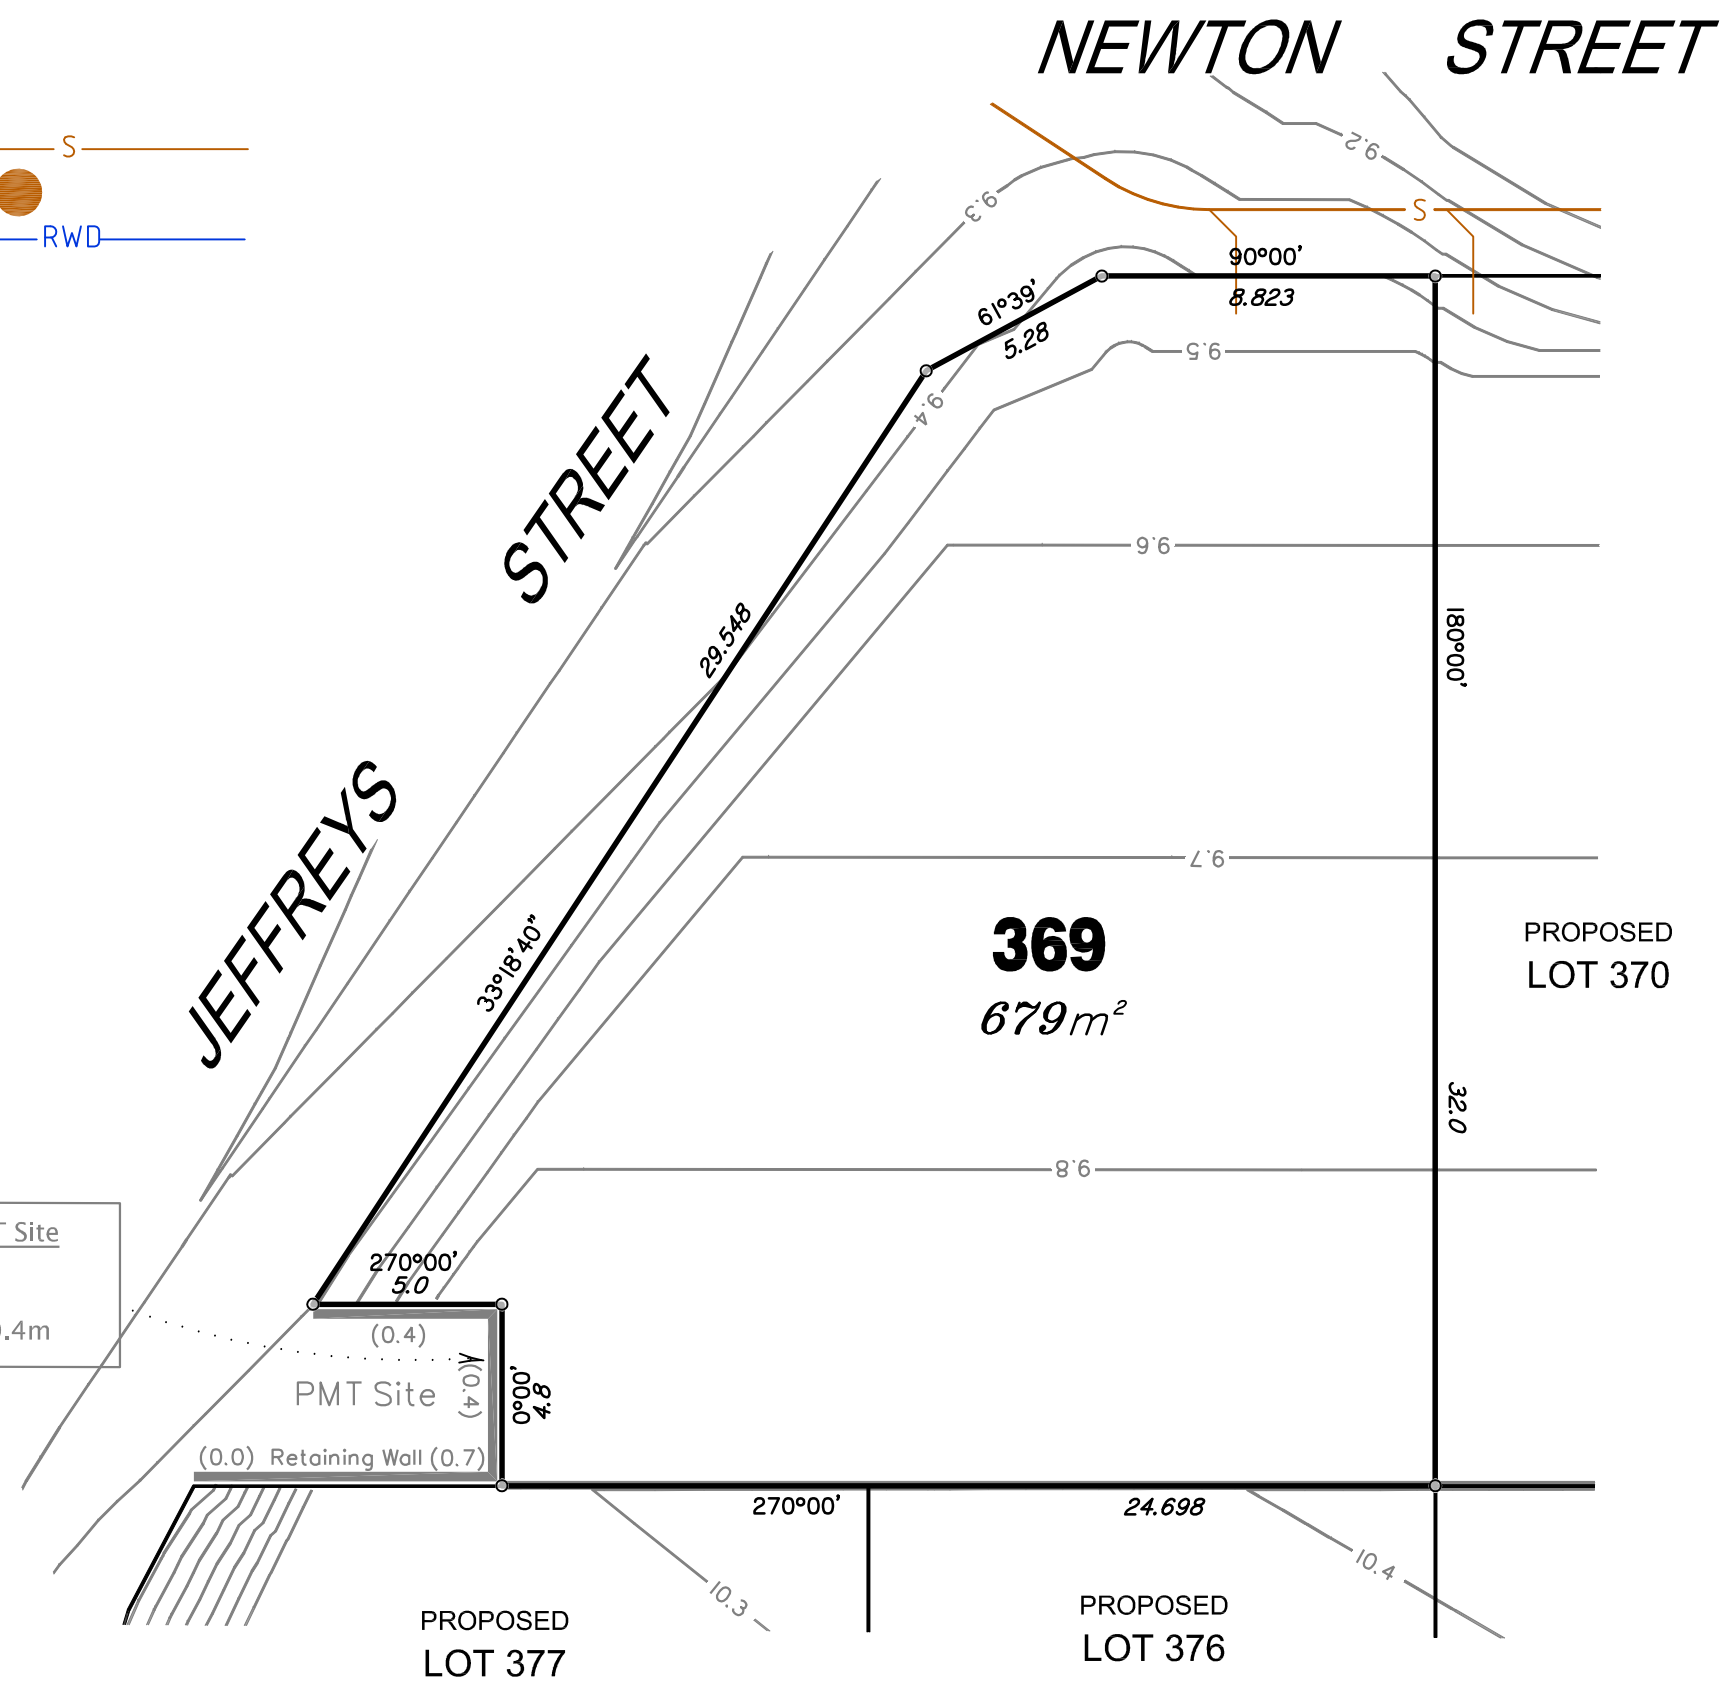 NEWTON STREET
S
RWD
9.2
9.3
S
90°00'
8.823
61°39'
5.28
9.5
9.4
STREET
9.6
29.548
180°00'
JEFFREYS
9.7
369
679m²
PROPOSED
LOT 370
33°18'40"
32.0
9.8
T Site
270°00'
5.0
0.4m
(0.4)
(0.4)
PMT Site
0°00'
4.8
(0.0) Retaining Wall (0.7)
270°00'
24.698
10.3
10.4
PROPOSED
LOT 377
PROPOSED
LOT 376